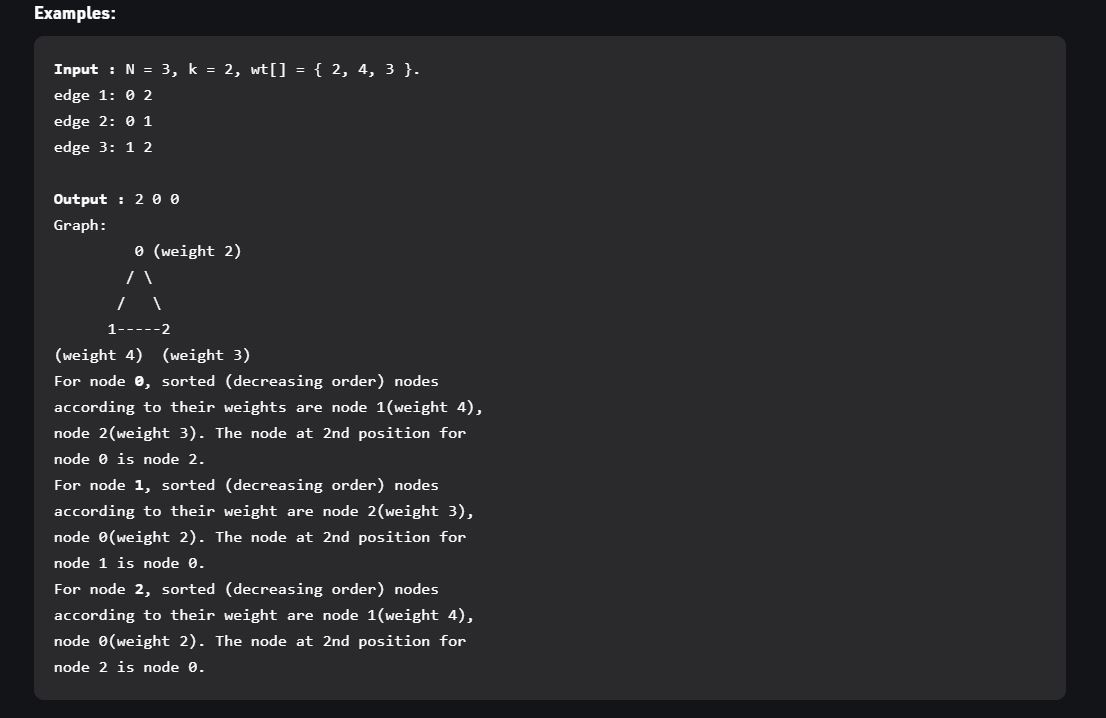 Examples:
Input : N = 3, k = 2, wt[] = { 2, 4, 3 }.
edge 1: 0 2
edge 2: 0 1
edge 3: 1 2
Output : 2 0 0
Graph:
0 (weight 2)
/ \
/   \
1-----2
(weight 4)  (weight 3)
For node 0, sorted (decreasing order) nodes
according to their weights are node 1(weight 4),
node 2(weight 3). The node at 2nd position for
node 0 is node 2.
For node 1, sorted (decreasing order) nodes
according to their weight are node 2(weight 3),
node 0(weight 2). The node at 2nd position for
node 1 is node 0.
For node 2, sorted (decreasing order) nodes
according to their weight are node 1(weight 4),
node 0(weight 2). The node at 2nd position for
node 2 is node 0.